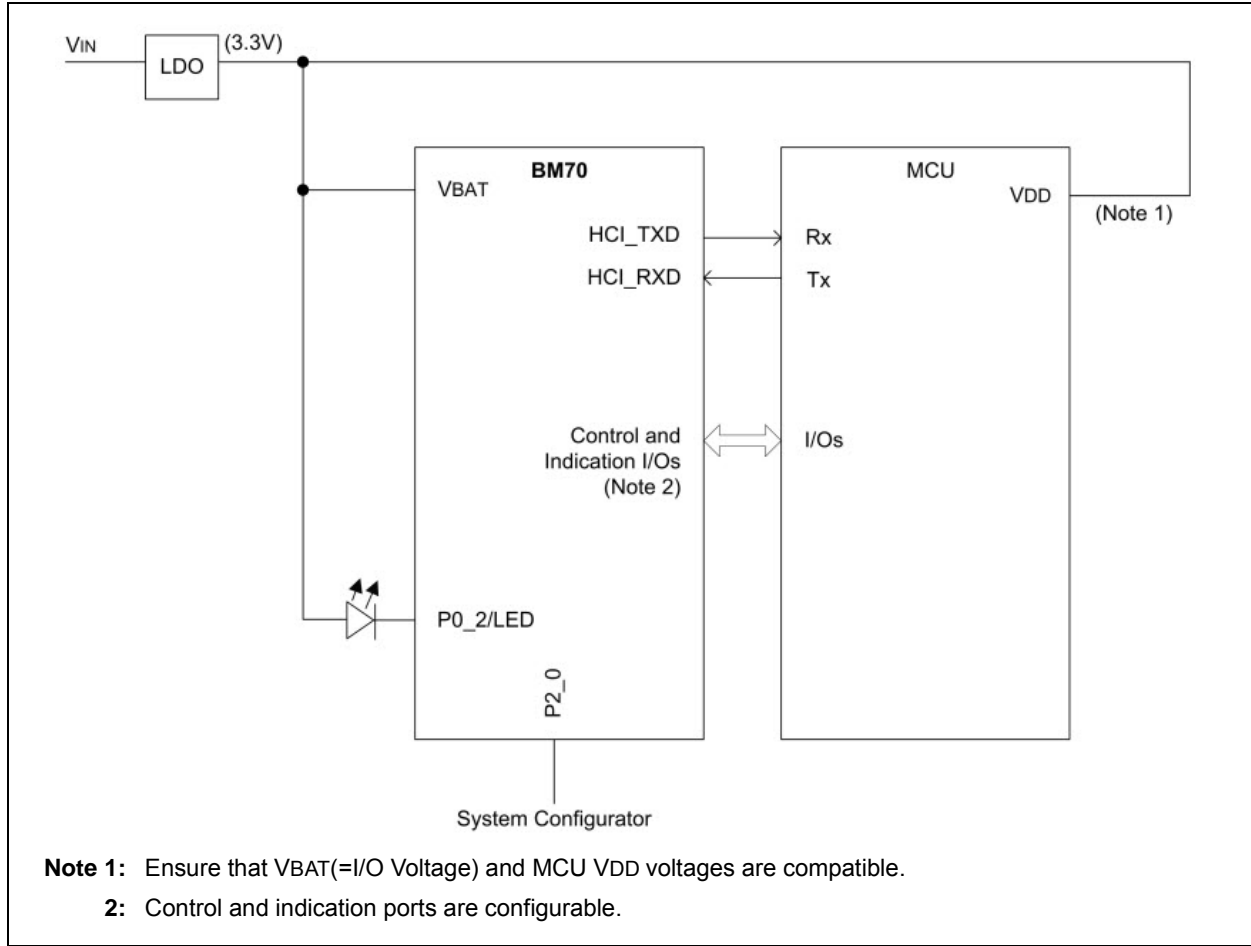 VIN
LDO
(3.3V)
BM70
MCU
VBAT
VDD
(Note 1)
HCI_TXD
Rx
HCI_RXD
Tx
Control and
Indication I/Os
(Note 2)
I/Os
P0_2/LED
P2_0
System Configurator
Note 1: Ensure that VBAT(=I/O Voltage) and MCU VDD voltages are compatible.
2: Control and indication ports are configurable.